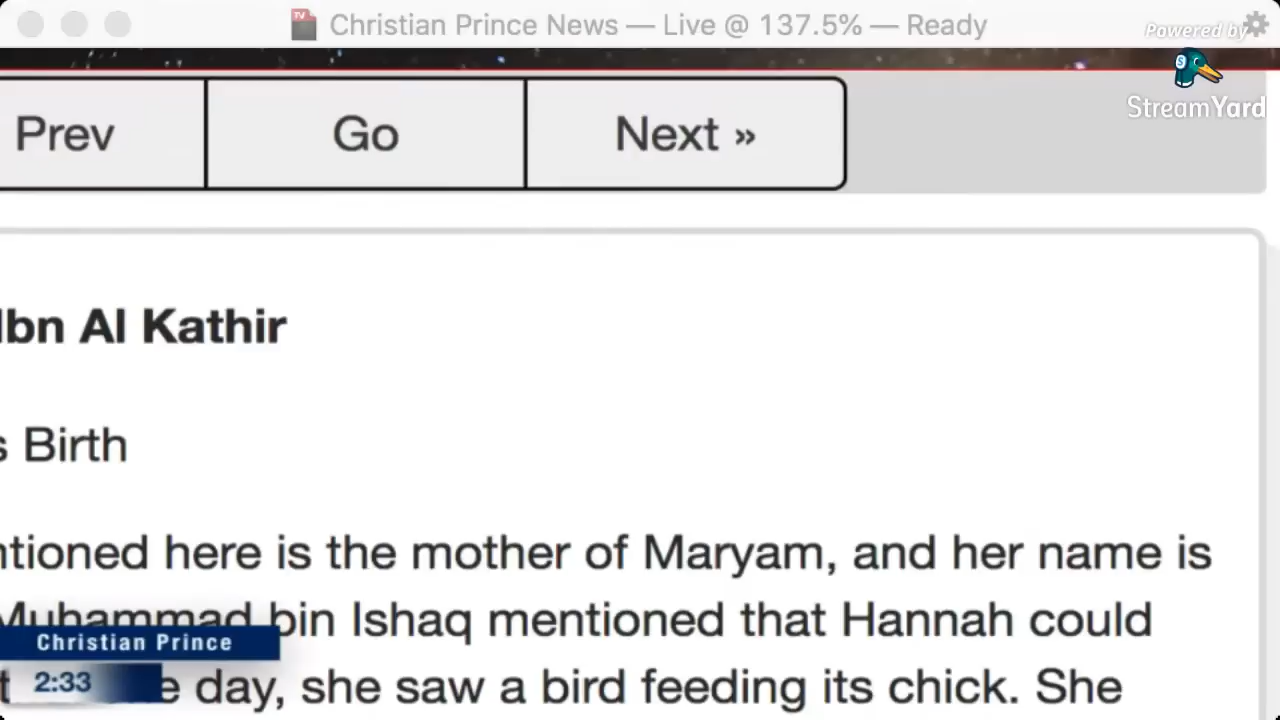 Christian Prince News — Live @ 137.5% — Ready
Powered by
StreamYard
Prev
Go
Next »
Ibn Al Kathir
s Birth
ntioned here is the mother of Maryam, and her name is
Muhammad bin Ishaq mentioned that Hannah could
Christian Prince
t e day, she saw a bird feeding its chick. She
2:33